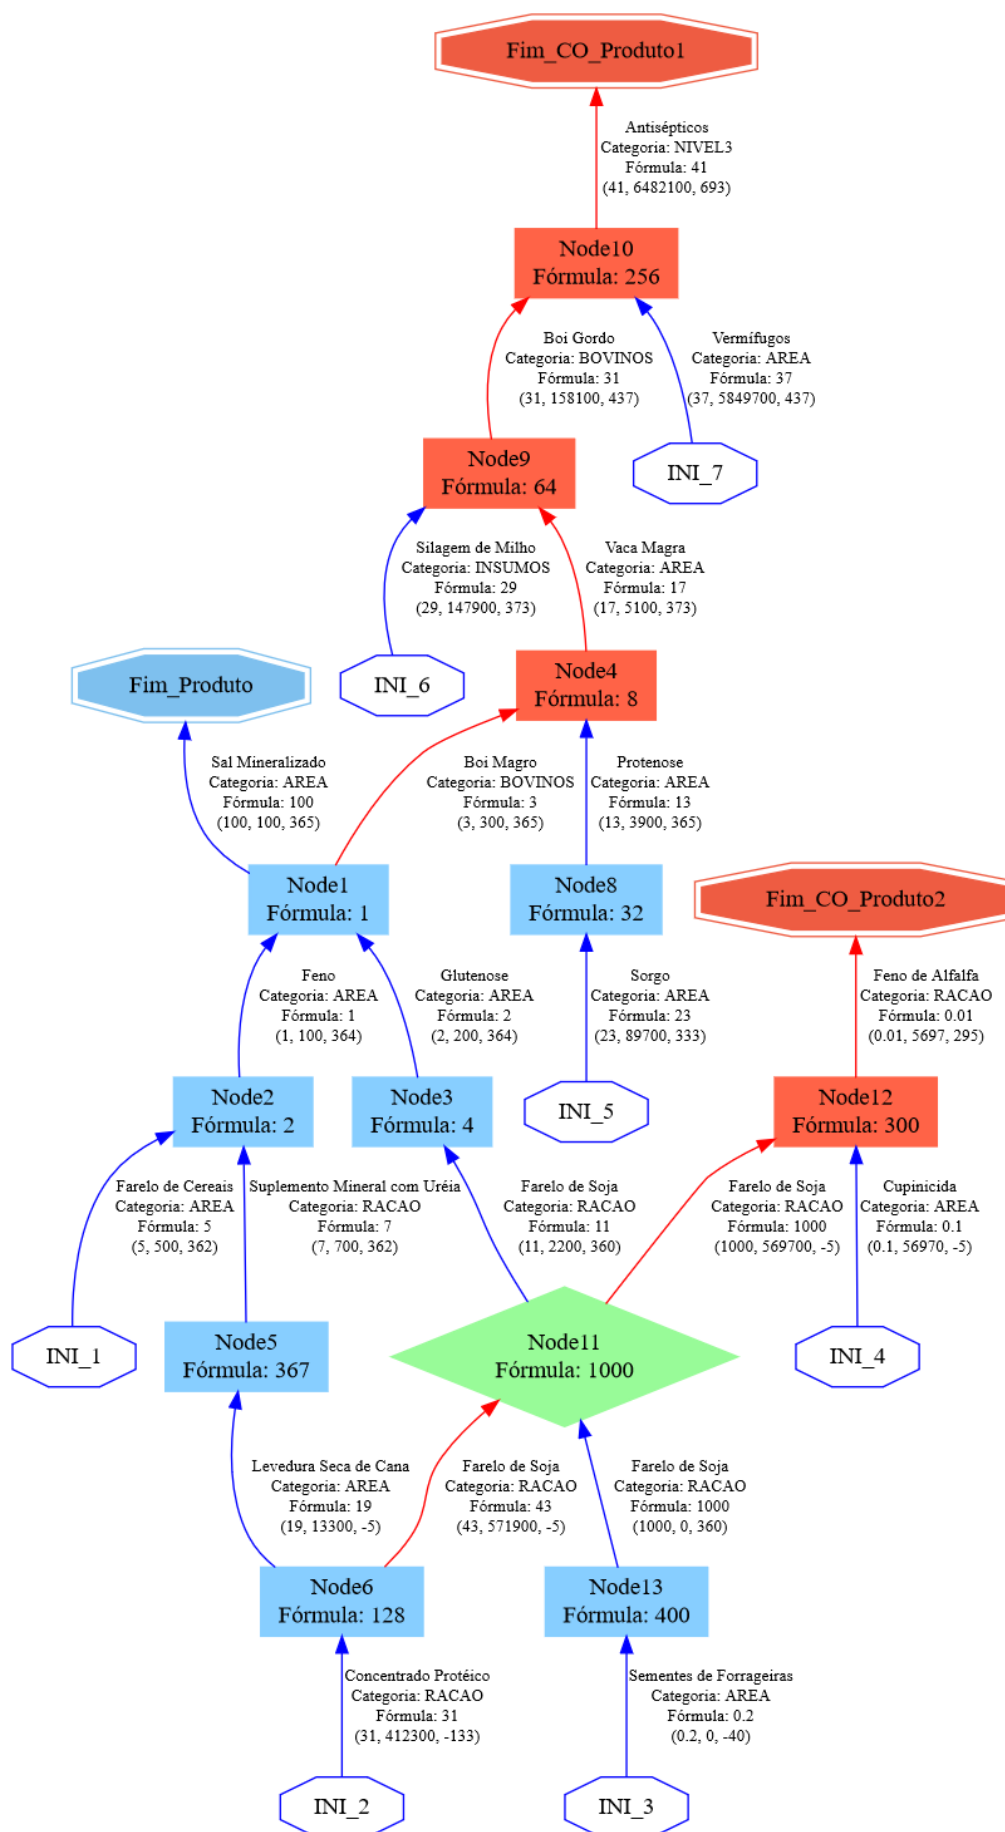 Fim_CO_Produto1
Antisépticos
Categoria: NIVEL3
Fórmula: 41
(41, 6482100, 693)
Node10
Fórmula: 256
Boi Gordo
Categoria: BOVINOS
Fórmula: 31
(31, 158100, 437)
Vermífugos
Categoria: AREA
Fórmula: 37
(37, 5849700, 437)
Node9
Fórmula: 64
INI_7
Silagem de Milho
Categoria: INSUMOS
Fórmula: 29
(29, 147900, 373)
Vaca Magra
Categoria: AREA
Fórmula: 17
(17, 5100, 373)
Fim_Produto
INI_6
Node4
Fórmula: 8
Sal Mineralizado
Categoria: AREA
Fórmula: 100
(100, 100, 365)
Boi Magro
Categoria: BOVINOS
Fórmula: 3
(3, 300, 365)
Protenose
Categoria: AREA
Fórmula: 13
(13, 3900, 365)
Node1
Fórmula: 1
Node8
Fórmula: 32
Fim_CO_Produto2
Feno
Categoria: AREA
Fórmula: 1
(1, 100, 364)
Glutenose
Categoria: AREA
Fórmula: 2
(2, 200, 364)
Sorgo
Categoria: AREA
Fórmula: 23
(23, 89700, 333)
Feno de Alfalfa
Categoria: RACAO
Fórmula: 0.01
(0.01, 5697, 295)
Node2
Fórmula: 2
Node3
Fórmula: 4
INI_5
Node12
Fórmula: 300
Farelo de Cereais
Categoria: AREA
Fórmula: 5
(5, 500, 362)
Suplemento Mineral com Uréia
Categoria: RACAO
Fórmula: 7
(7, 700, 362)
Farelo de Soja
Categoria: RACAO
Fórmula: 11
(11, 2200, 360)
Farelo de Soja
Categoria: RACAO
Fórmula: 1000
(1000, 569700, -5)
Cupinicida
Categoria: AREA
Fórmula: 0.1
(0.1, 56970, -5)
INI_1
Node5
Fórmula: 367
Node11
Fórmula: 1000
INI_4
Levedura Seca de Cana
Categoria: AREA
Fórmula: 19
(19, 13300, -5)
Farelo de Soja
Categoria: RACAO
Fórmula: 43
(43, 571900, -5)
Farelo de Soja
Categoria: RACAO
Fórmula: 1000
(1000, 0, 360)
Node6
Fórmula: 128
Node13
Fórmula: 400
Concentrado Protéico
Categoria: RACAO
Fórmula: 31
(31, 412300, -133)
Sementes de Forrageiras
Categoria: AREA
Fórmula: 0.2
(0.2, 0, -40)
INI_2
INI_3